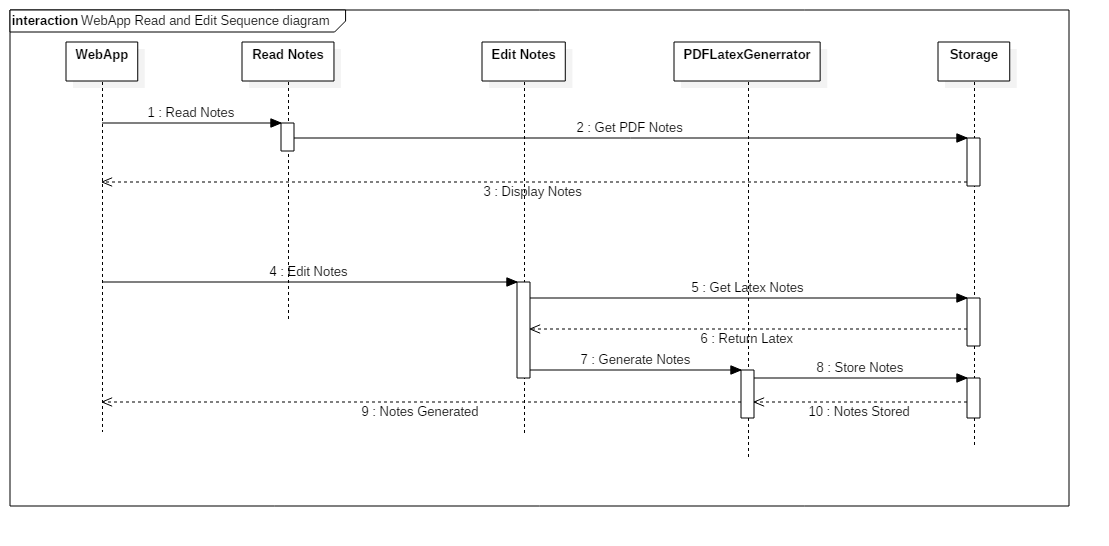 interaction WebApp Read and Edit Sequence diagram
WebApp
Read Notes
Edit Notes
PDFLatexGenerrator
Storage
1 : Read Notes
2 : Get PDF Notes
3 : Display Notes
4 : Edit Notes
5 : Get Latex Notes
6 : Return Latex
7 : Generate Notes
8 : Store Notes
9 : Notes Generated
10 : Notes Stored